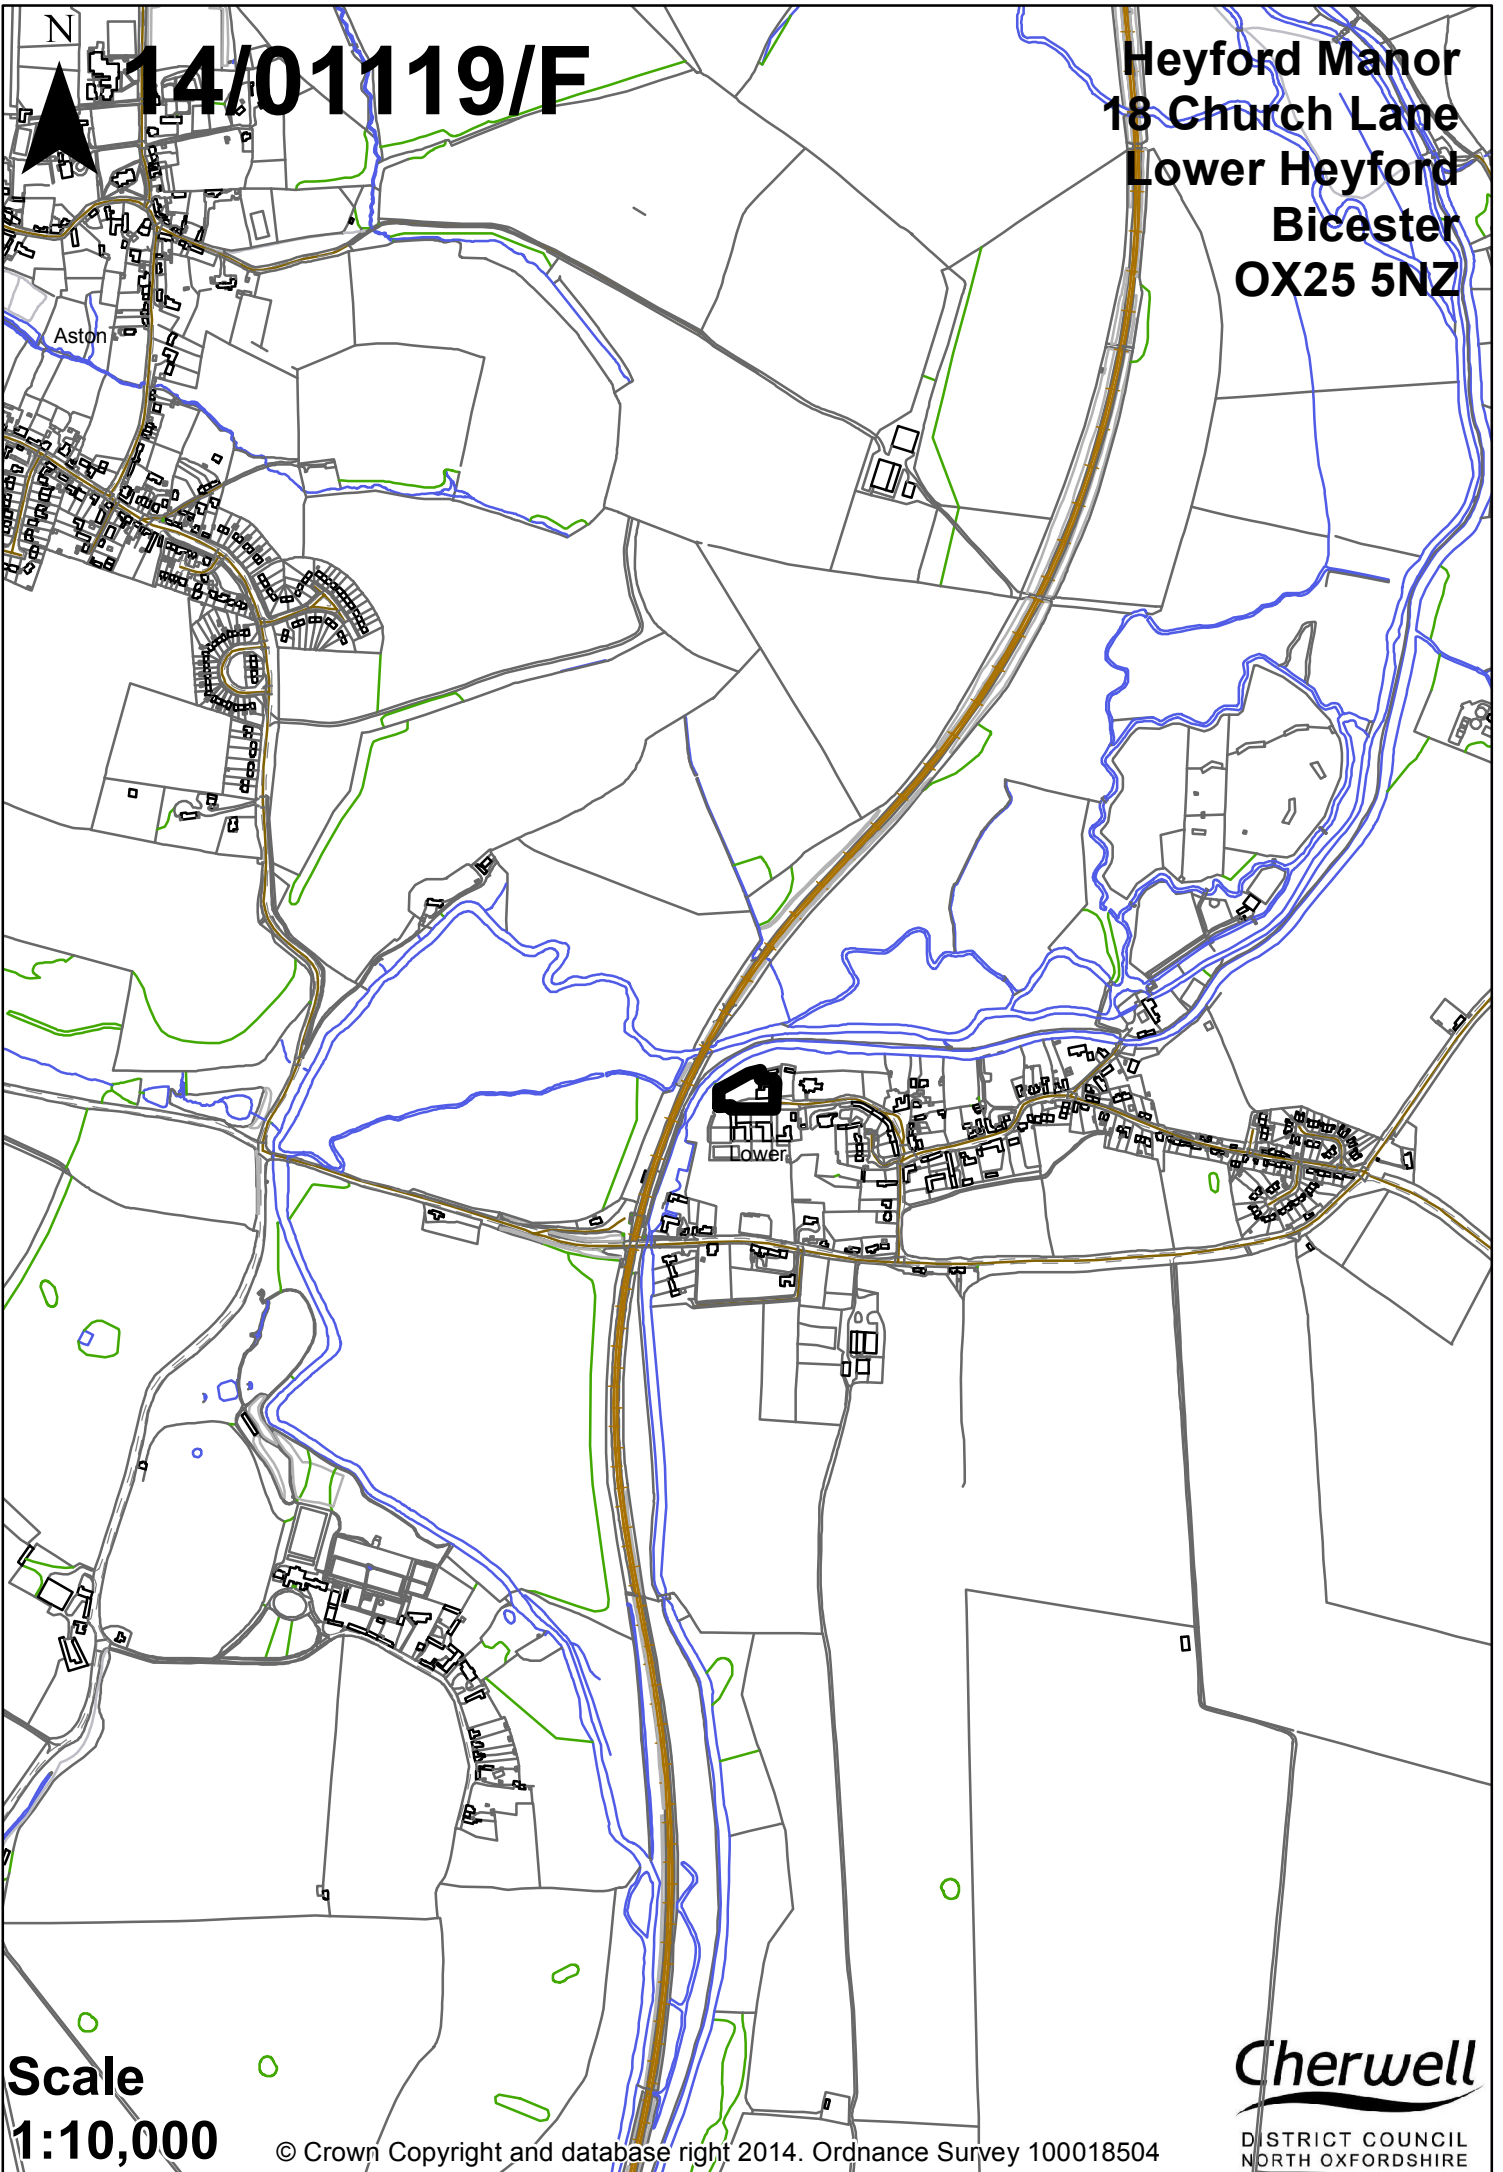 N
14/01119/F
Heyford Manor
18 Church Lane
Lower Heyford
Bicester
OX25 5NZ
Aston
Lower
Scale
1:10,000
© Crown Copyright and database right 2014. Ordnance Survey 100018504
Cherwell
DISTRICT COUNCIL
NORTH OXFORDSHIRE